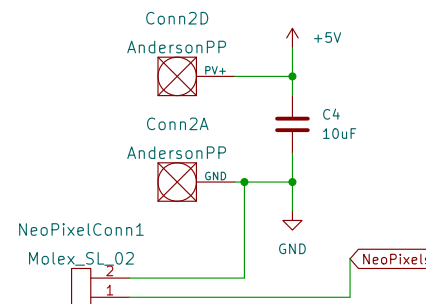 Conn2D
AndersonPP
PV+
+5V
C4
10uF
Conn2A
AndersonPP
GND
GND
NeoPixelConn1
Molex_SL_02
2
1
NeoPixels